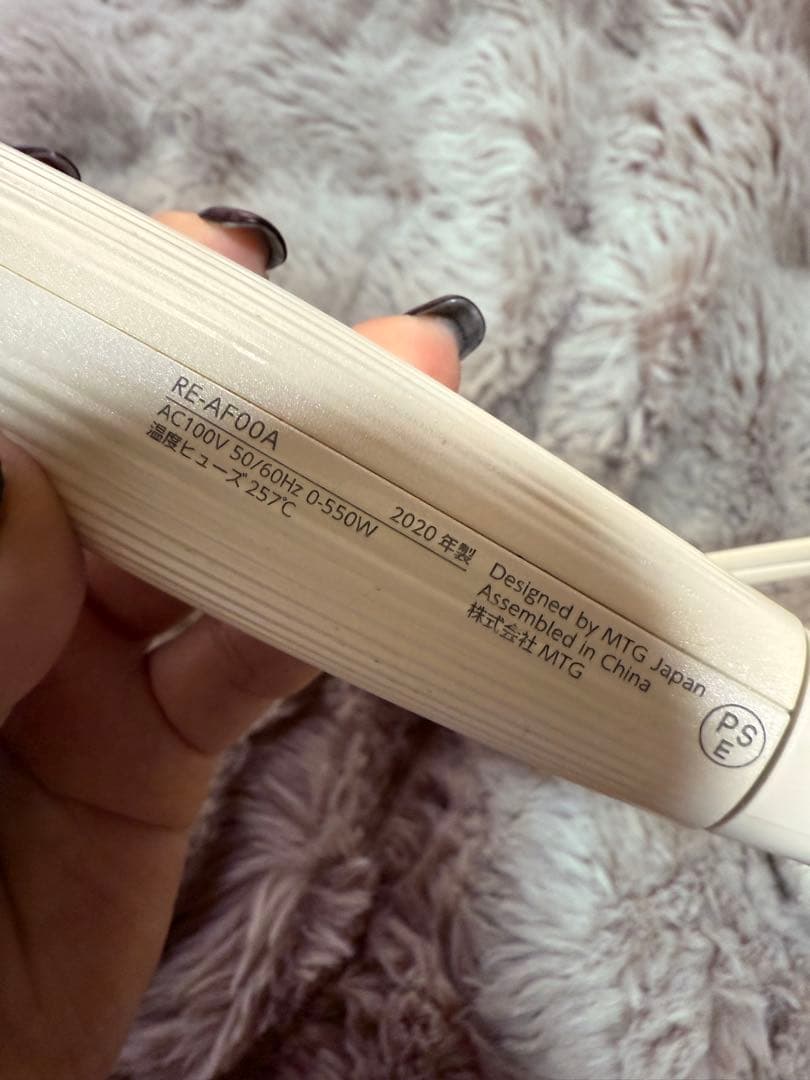 RE-AF00A
2020 年製
AC100V 50/60Hz 0-550W
温度ヒューズ 257℃
Designed by MTG Japan
Assembled in China
株式会社 MTG
PS
E